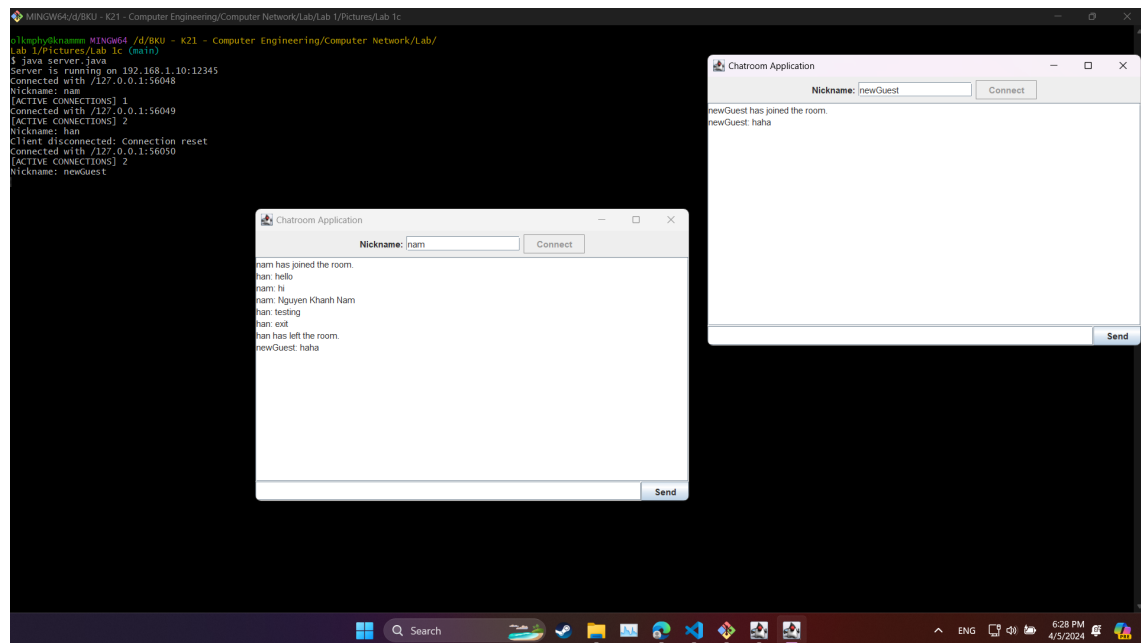 MINGW64:/d/BKU - K21 - Computer Engineering/Computer Network/Lab/Lab 1/Pictures/Lab 1c
olkmphy@knammm MINGW64 /d/BKU - K21 - Computer Engineering/Computer Network/Lab/
Lab 1/Pictures/Lab 1c (main)
$ java server.java
Server is running on 192.168.1.10:12345
Connected with /127.0.0.1:56048
Nickname: nam
[ACTIVE CONNECTIONS] 1
Connected with /127.0.0.1:56049
[ACTIVE CONNECTIONS] 2
Nickname: han
Client disconnected: Connection reset
Connected with /127.0.0.1:56050
[ACTIVE CONNECTIONS] 2
Nickname: newGuest
Chatroom Application
Nickname: newGuest Connect
newGuest has joined the room.
newGuest: haha
Send
Chatroom Application
Nickname: nam Connect
nam has joined the room.
han: hello
nam: hi
nam: Nguyen Khanh Nam
han: testing
han: exit
han has left the room.
newGuest: haha
Send
Search
ENG
6:28 PM
4/5/2024